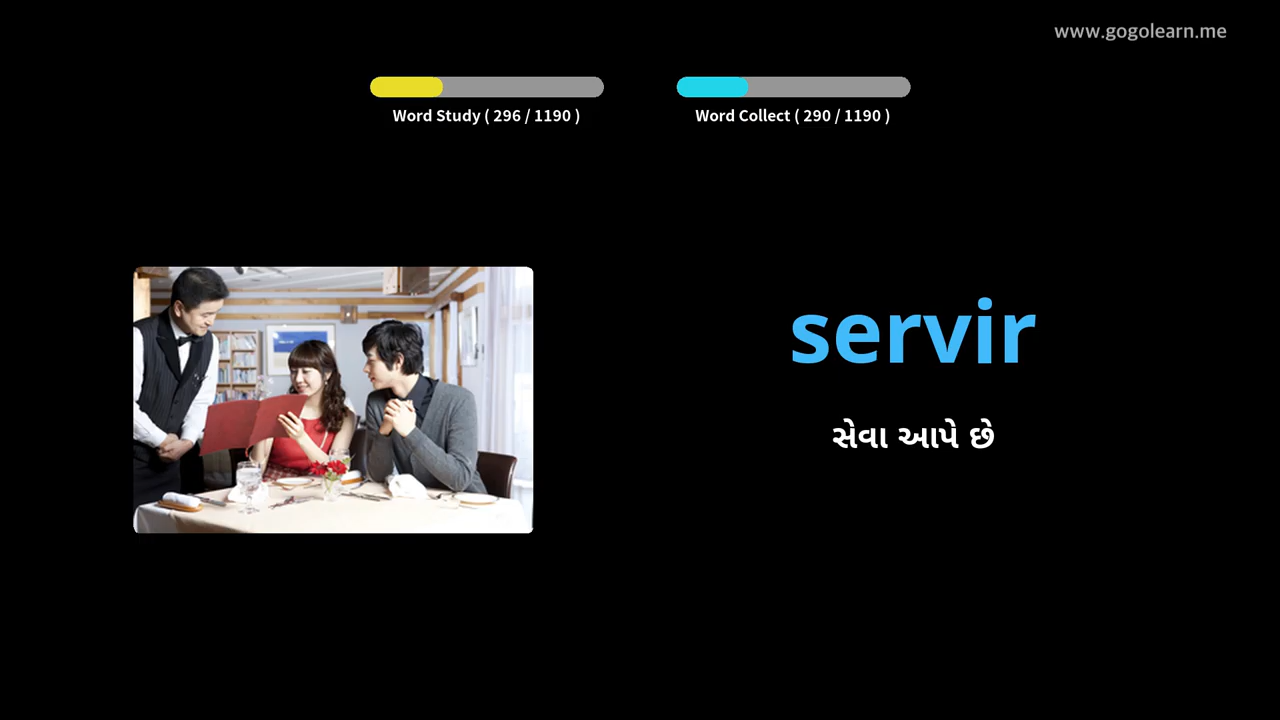 www.gogolearn.me
Word Study ( 296 / 1190 )
Word Collect ( 290 / 1190 )
servir
સેવા આપે છે